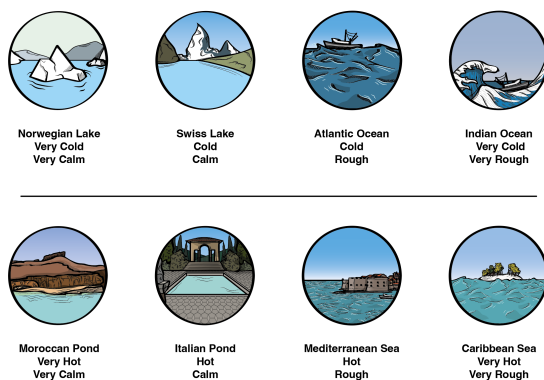 Norwegian Lake
Very Cold
Very Calm
Swiss Lake
Cold
Calm
Atlantic Ocean
Cold
Rough
Indian Ocean
Very Cold
Very Rough
Moroccan Pond
Very Hot
Very Calm
Italian Pond
Hot
Calm
Mediterranean Sea
Hot
Rough
Caribbean Sea
Very Hot
Very Rough